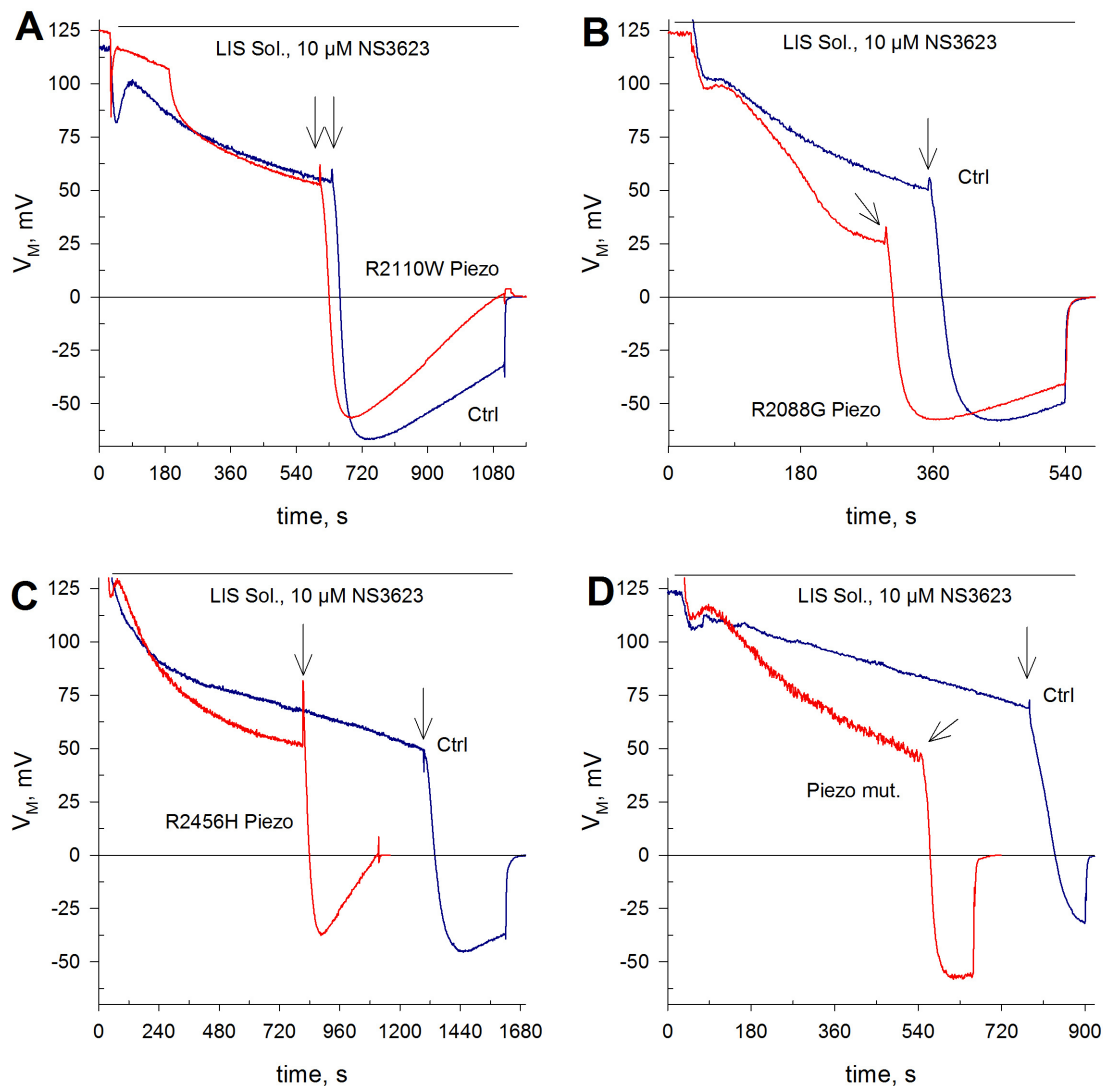 A
LIS Sol., 10 µM NS3623
125
100
75
50
25
0
-25
-50
V_M, mV
R2110W Piezo
Ctrl
0 180 360 540 720 900 1080
time, s
B
LIS Sol., 10 µM NS3623
125
100
75
50
25
0
-25
-50
V_M, mV
Ctrl
R2088G Piezo
0 180 360 540
time, s
C
LIS Sol., 10 µM NS3623
125
100
75
50
25
0
-25
-50
V_M, mV
Ctrl
R2456H Piezo
0 240 480 720 960 1200 1440 1680
time, s
D
LIS Sol., 10 µM NS3623
125
100
75
50
25
0
-25
-50
V_M, mV
Ctrl
Piezo mut.
0 180 360 540 720 900
time, s